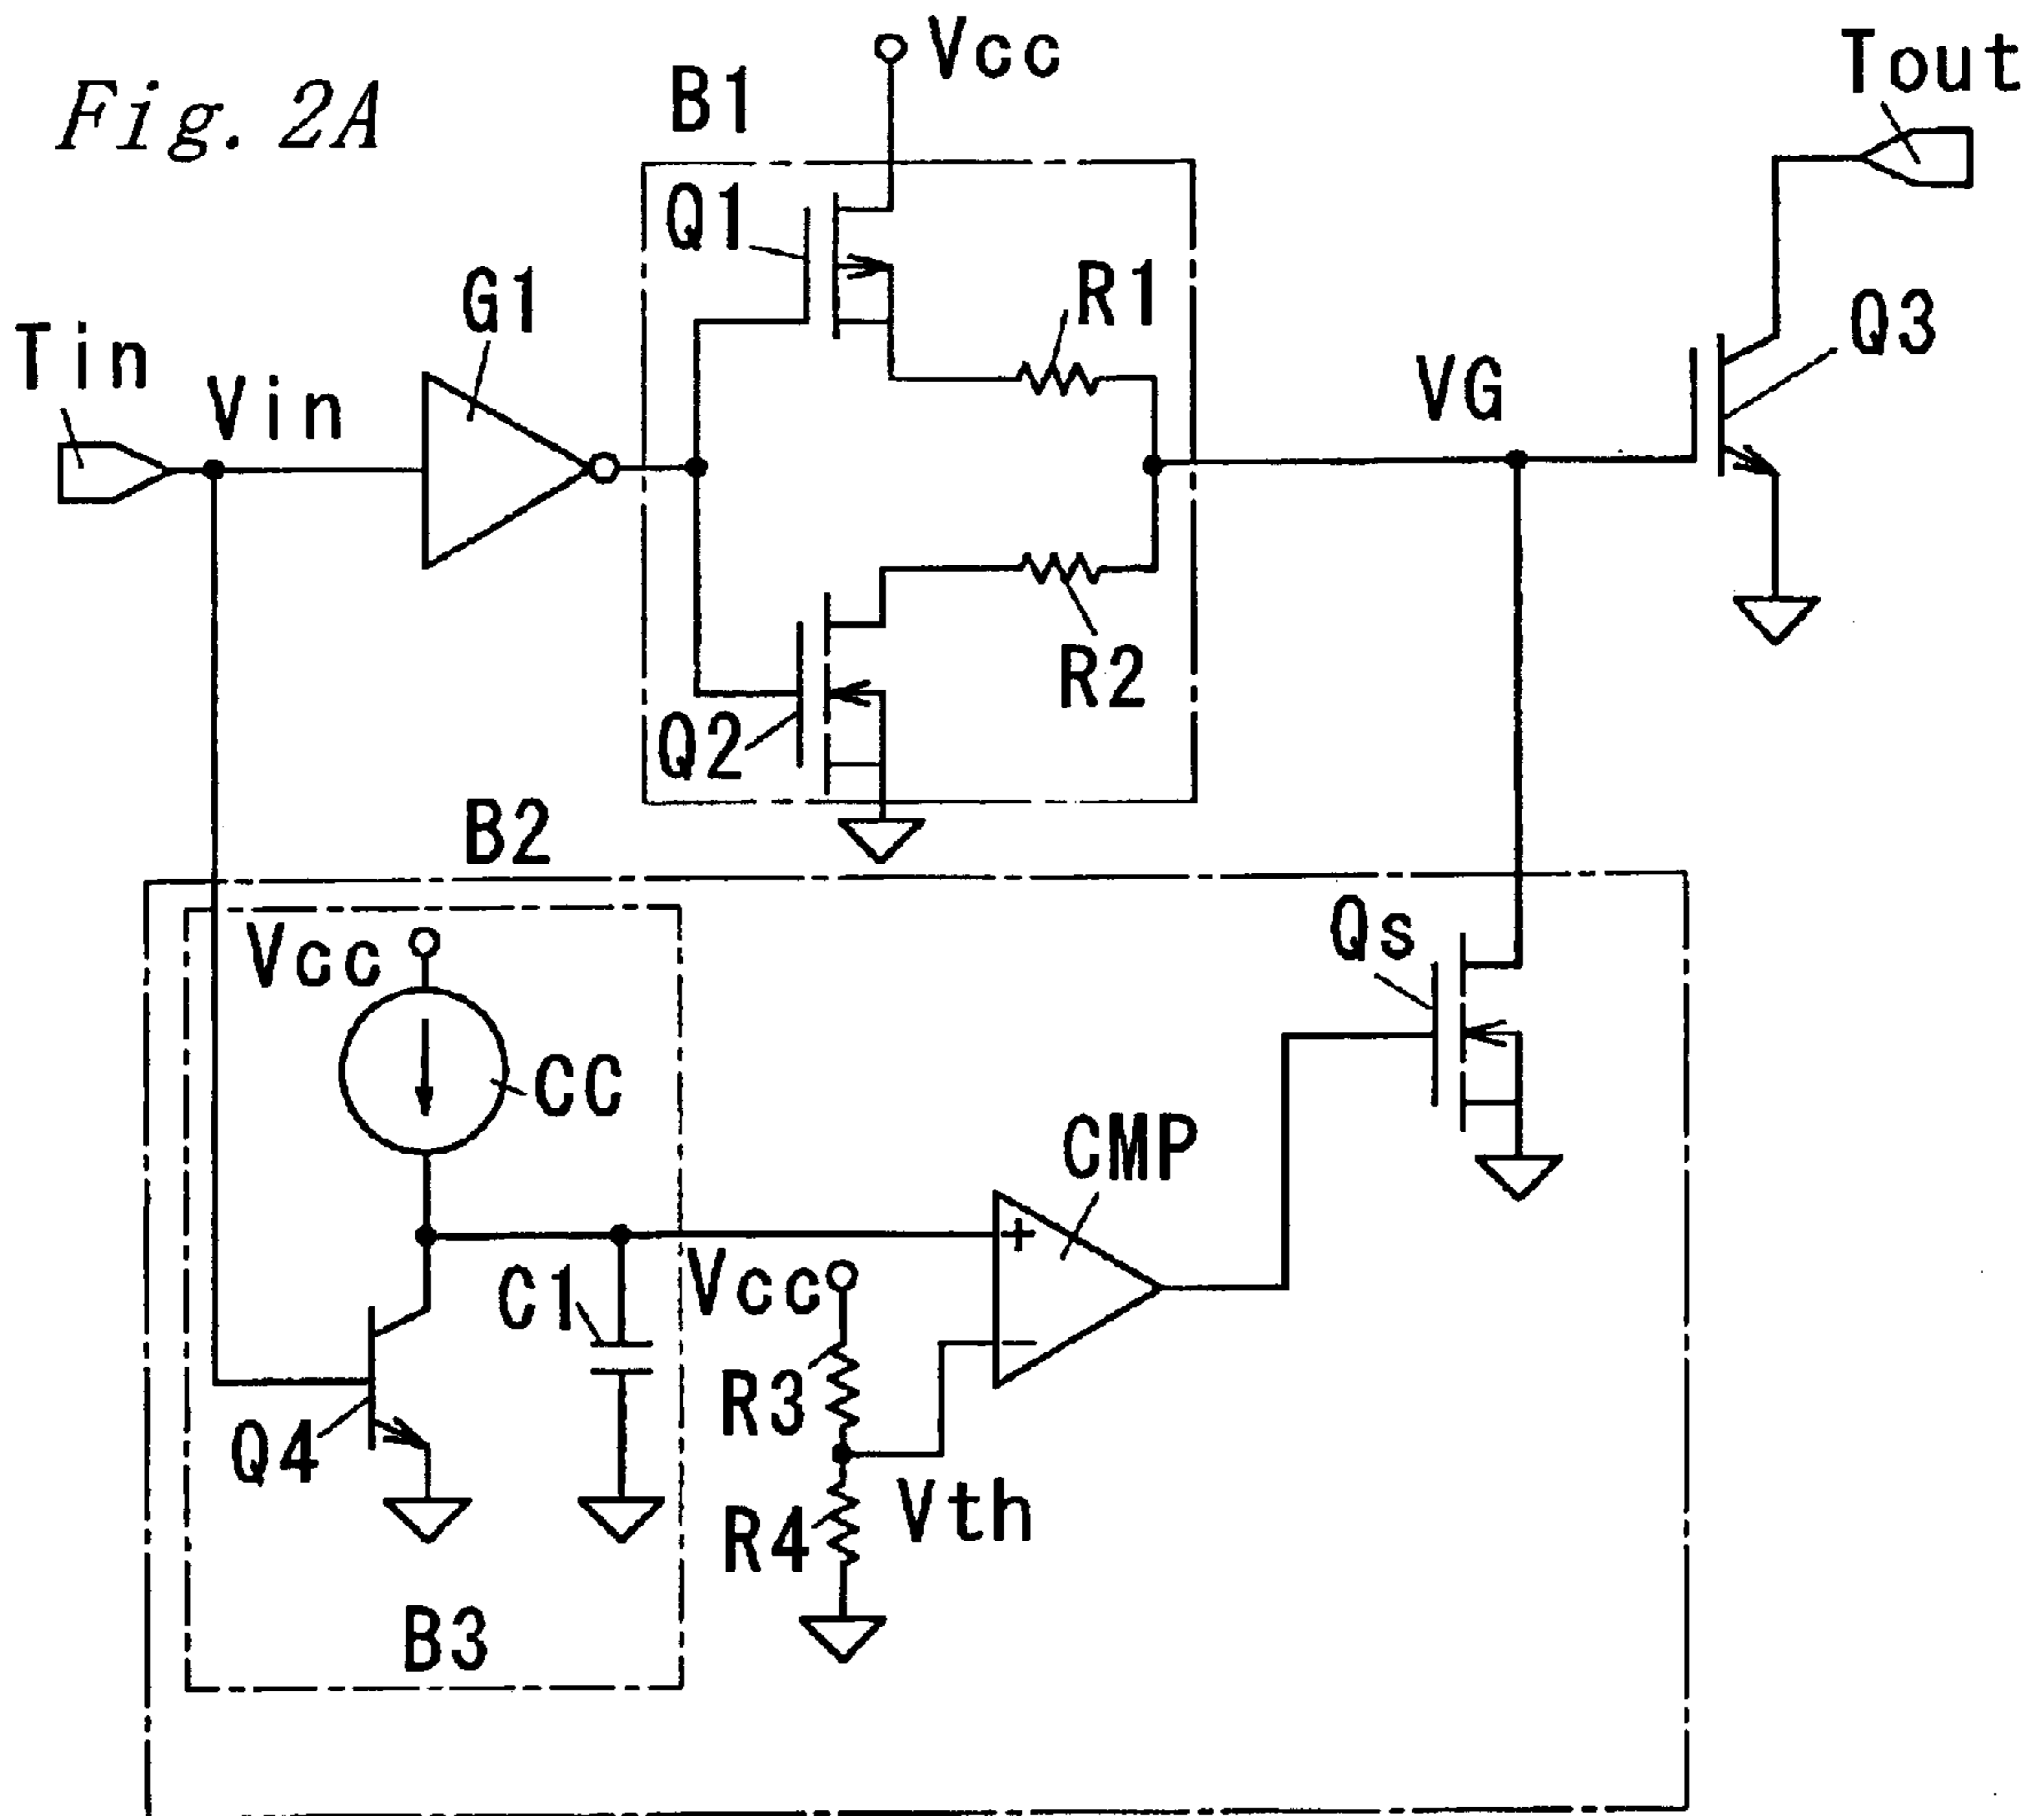 Fig. 2A
Vcc
Tout
B1
Q1
G1
R1
Q3
Tin
Vin
VG
R2
Q2
B2
Qs
Vcc
CC
CMP
+
C1
Vcc
−
R3
Q4
R4
Vth
B3